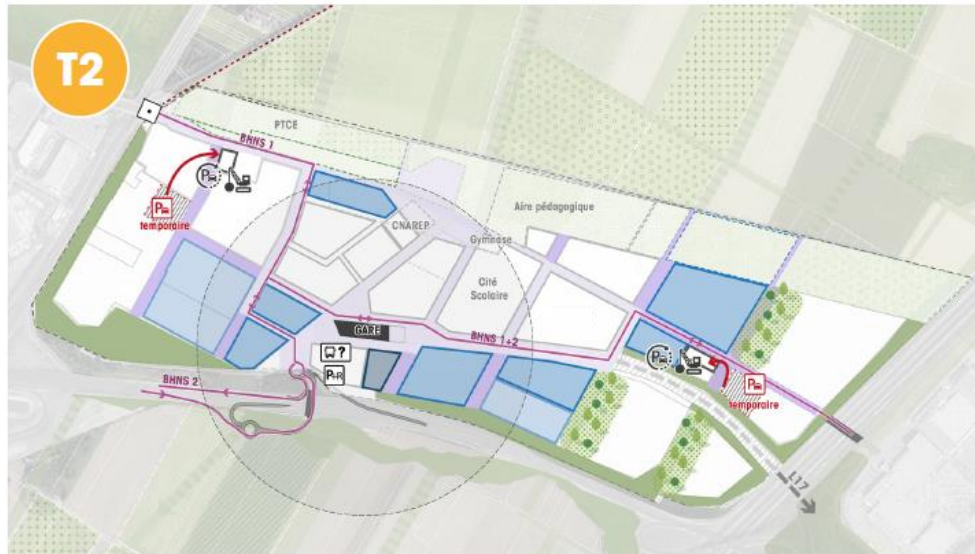 T2
PTCE
BHNS 1
P
P
temporaire
CNAREP
Aire pédagogique
Gymnase
Cité
Scolaire
GARE
BHNS 1+2
?
P+R
BHNS 2
P
P
temporaire
L17